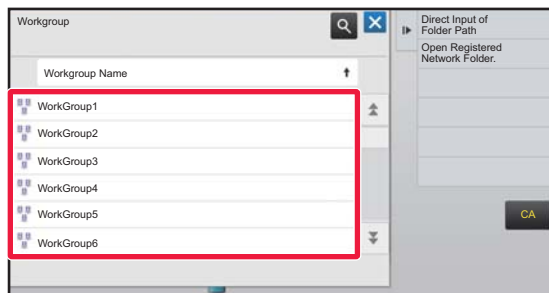 Workgroup
Workgroup Name
WorkGroup1
WorkGroup2
WorkGroup3
WorkGroup4
WorkGroup5
WorkGroup6
Direct Input of
Folder Path
Open Registered
Network Folder.
CA